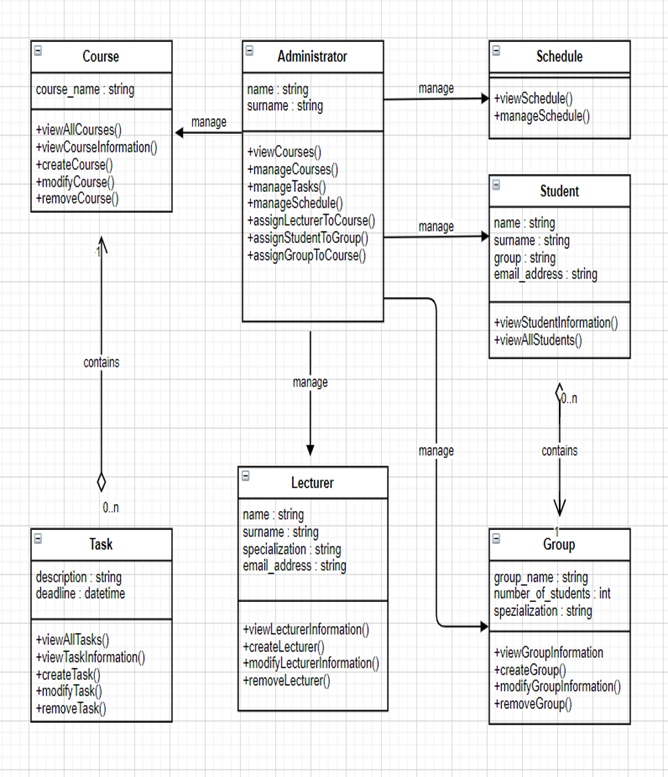 Course
course_name : string
+viewAllCourses()
+viewCourseInformation()
+createCourse()
+modifyCourse()
+removeCourse()
manage
Administrator
name : string
surname : string
+viewCourses()
+manageCourses()
+manageTasks()
+manageSchedule()
+assignLecturerToCourse()
+assignStudentToGroup()
+assignGroupToCourse()
manage
Schedule
+viewSchedule()
+manageSchedule()
manage
Student
name : string
surname : string
group : string
email_address : string
+viewStudentInformation()
+viewAllStudents()
1
contains
0..n
manage
manage
0..n
contains
1
Task
description : string
deadline : datetime
+viewAllTasks()
+viewTaskInformation()
+createTask()
+modifyTask()
+removeTask()
Lecturer
name : string
surname : string
specialization : string
email_address : string
+viewLecturerInformation()
+createLecturer()
+modifyLecturerInformation()
+removeLecturer()
Group
group_name : string
number_of_students : int
spezialization : string
+viewGroupInformation
+createGroup()
+modifyGroupInformation()
+removeGroup()